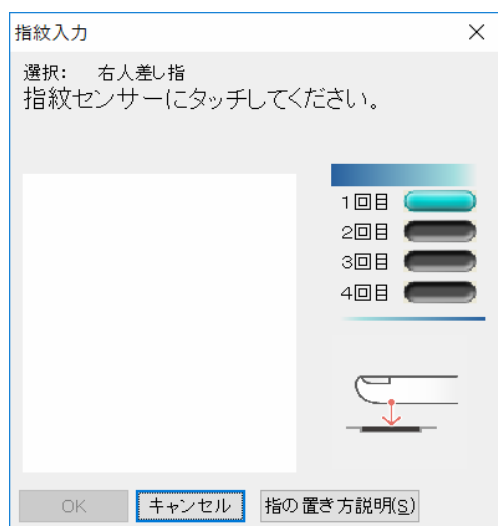 指紋入力
選択: 右人差し指
指紋センサーにタッチしてください。
1回目
2回目
3回目
4回目
OK
キャンセル
指の置き方説明(S)